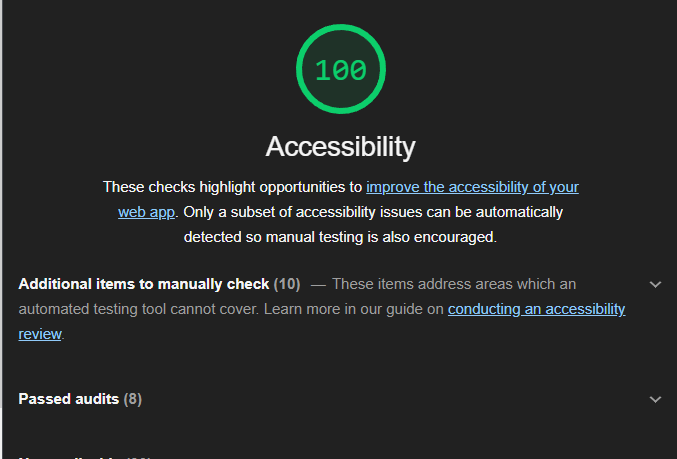 100
Accessibility
These checks highlight opportunities to improve the accessibility of your
web app. Only a subset of accessibility issues can be automatically
detected so manual testing is also encouraged.
Additional items to manually check (10) — These items address areas which an
automated testing tool cannot cover. Learn more in our guide on conducting an accessibility
review.
Passed audits (8)